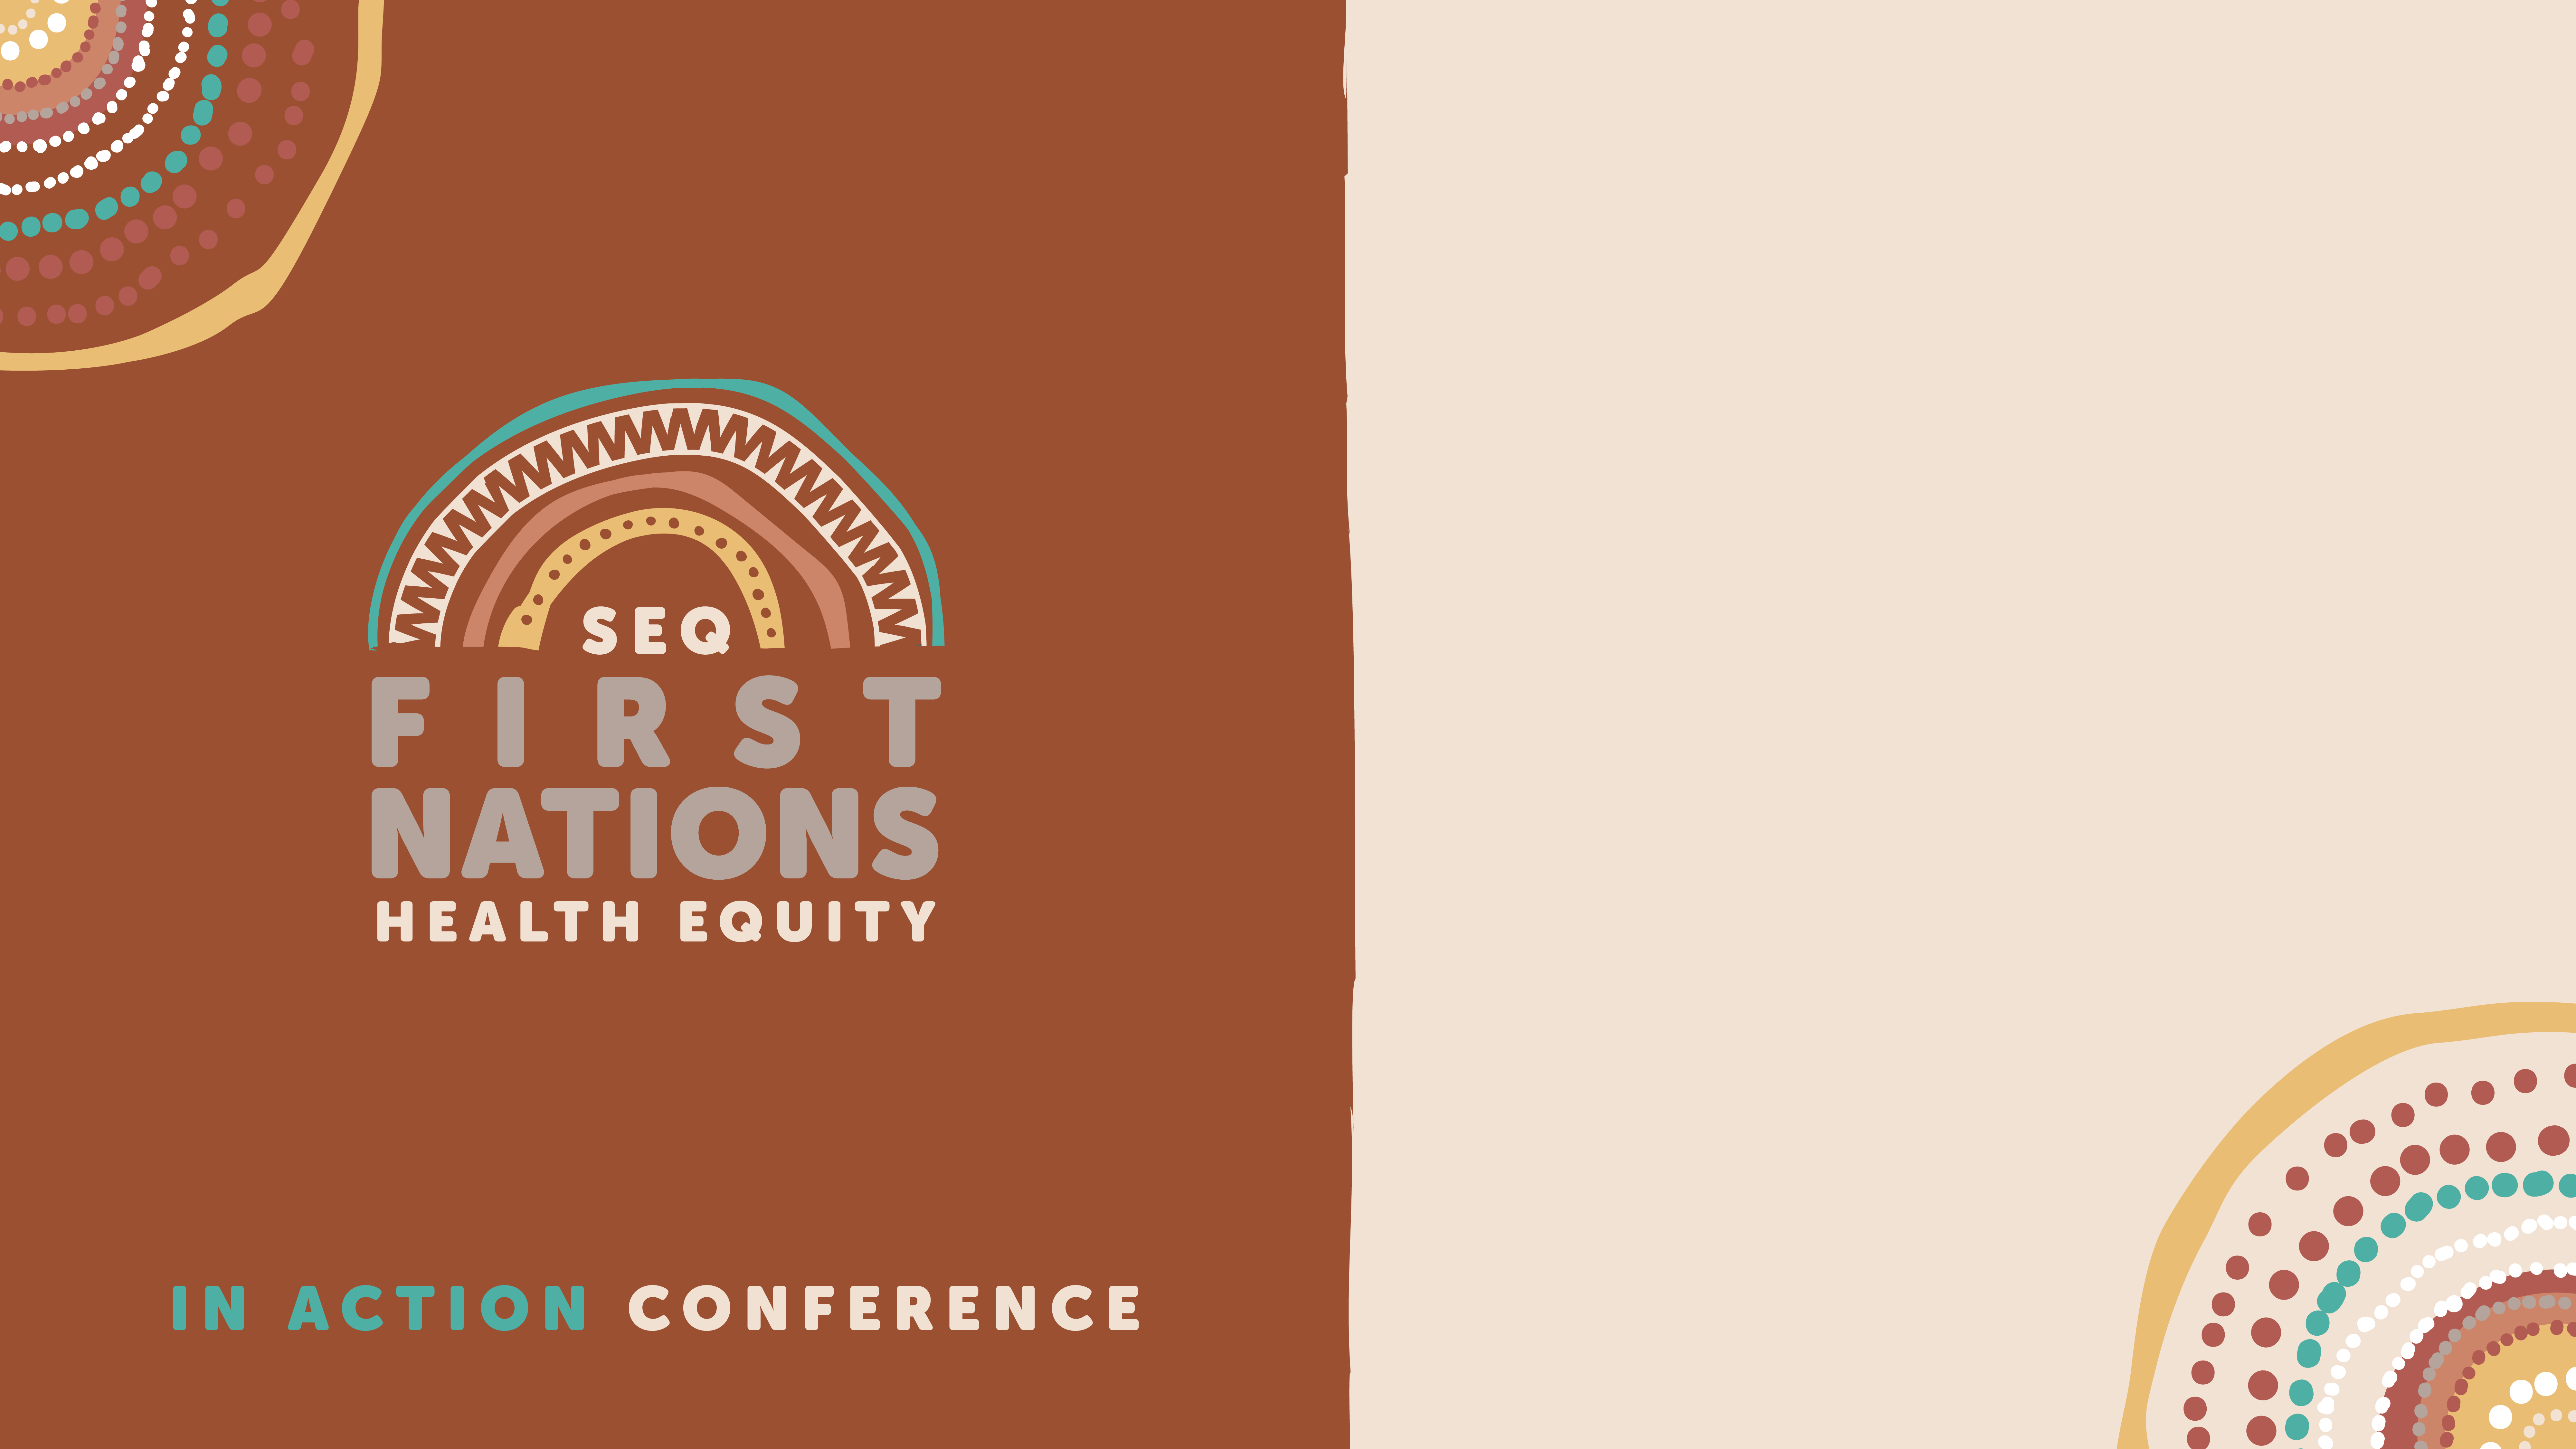 SEQ
FIRST
NATIONS
HEALTH EQUITY
IN ACTION CONFERENCE